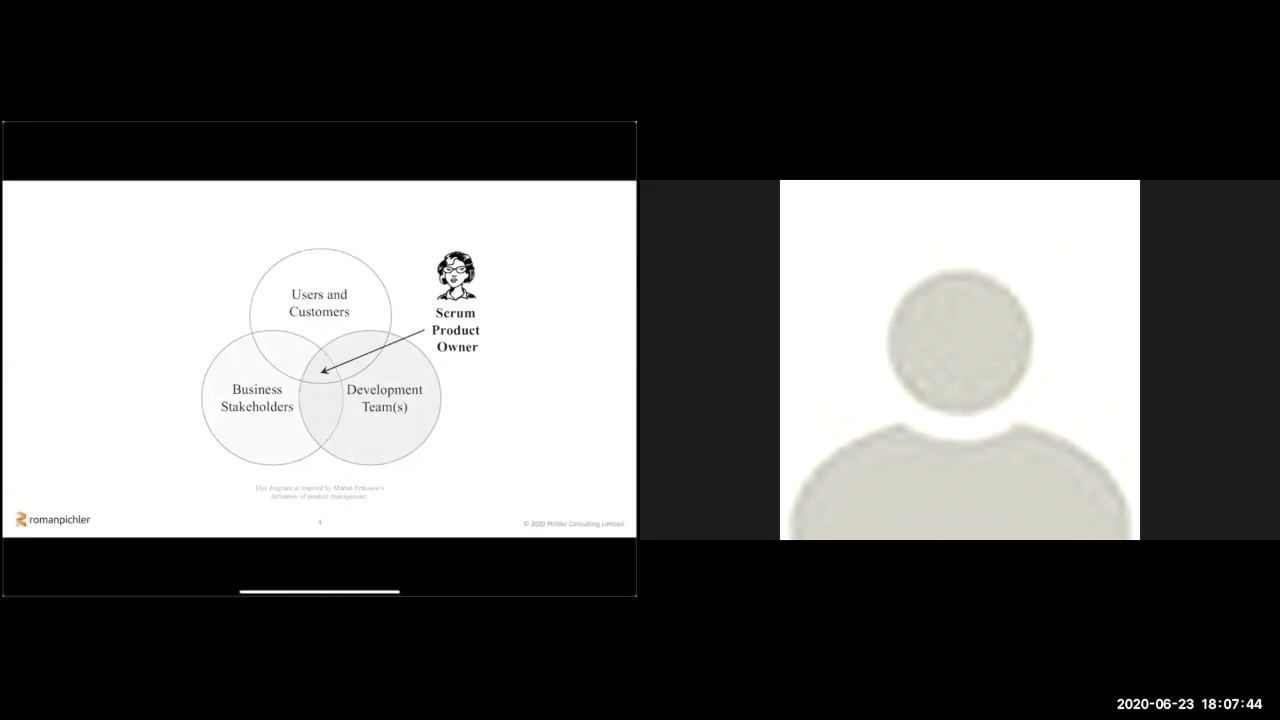 Users and
Customers
Scrum
Product
Owner
Business
Stakeholders
Development
Team(s)
This diagram is inspired by Martin Eriksson's
definition of product management
romanpichler
4
© 2020 Pichler Consulting Limited
2020-06-23 18:07:44